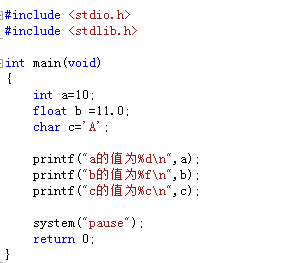 #include <stdio.h>
#include <stdlib.h>
int main(void)
{
int a=10;
float b =11.0;
char c='A';
printf("a的值为%d\n",a);
printf("b的值为%f\n",b);
printf("c的值为%c\n",c);
system("pause");
return 0;
}